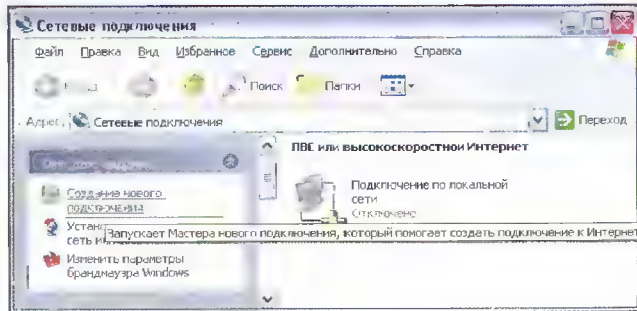 Сетевые подключения
Файл Правка Вид Избранное Сервис Дополнительно Справка
Поиск Папки
Адрес: Сетевые подключения Переход
ЛВС или высокоскоростной Интернет
Создание нового
подключения
Подключение по локальной
сети
Отключено
сеть
Запускает Мастера нового подключения, который помогает создать подключение к Интернет
Изменить параметры
брандмауэра Windows